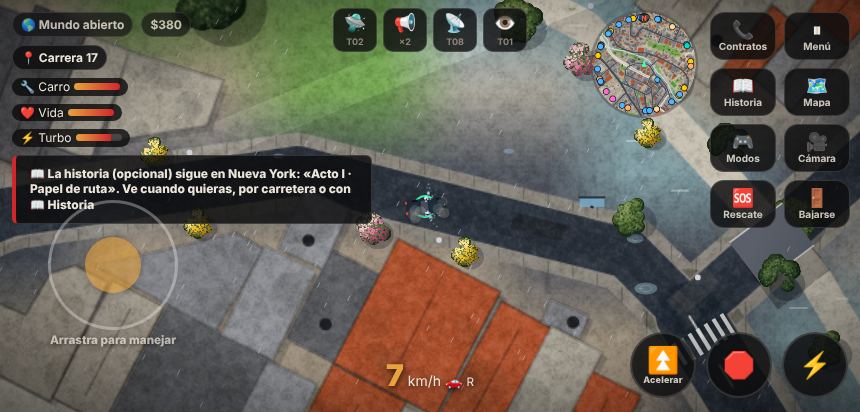 🌎 Mundo abierto
$380
T02
×2
T08
T01
📍 Carrera 17
🔧 Carro
❤️ Vida
⚡ Turbo
N
📞 Contratos
⏸ Menú
📖 Historia
🗺️ Mapa
🎮 Modos
🎥 Cámara
🆘 Rescate
🚪 Bajarse
📖 La historia (opcional) sigue en Nueva York: «Acto I ·
Papel de ruta». Ve cuando quieras, por carretera o con
📖 Historia
Arrastra para manejar
7 km/h 🚗 R
Acelerar